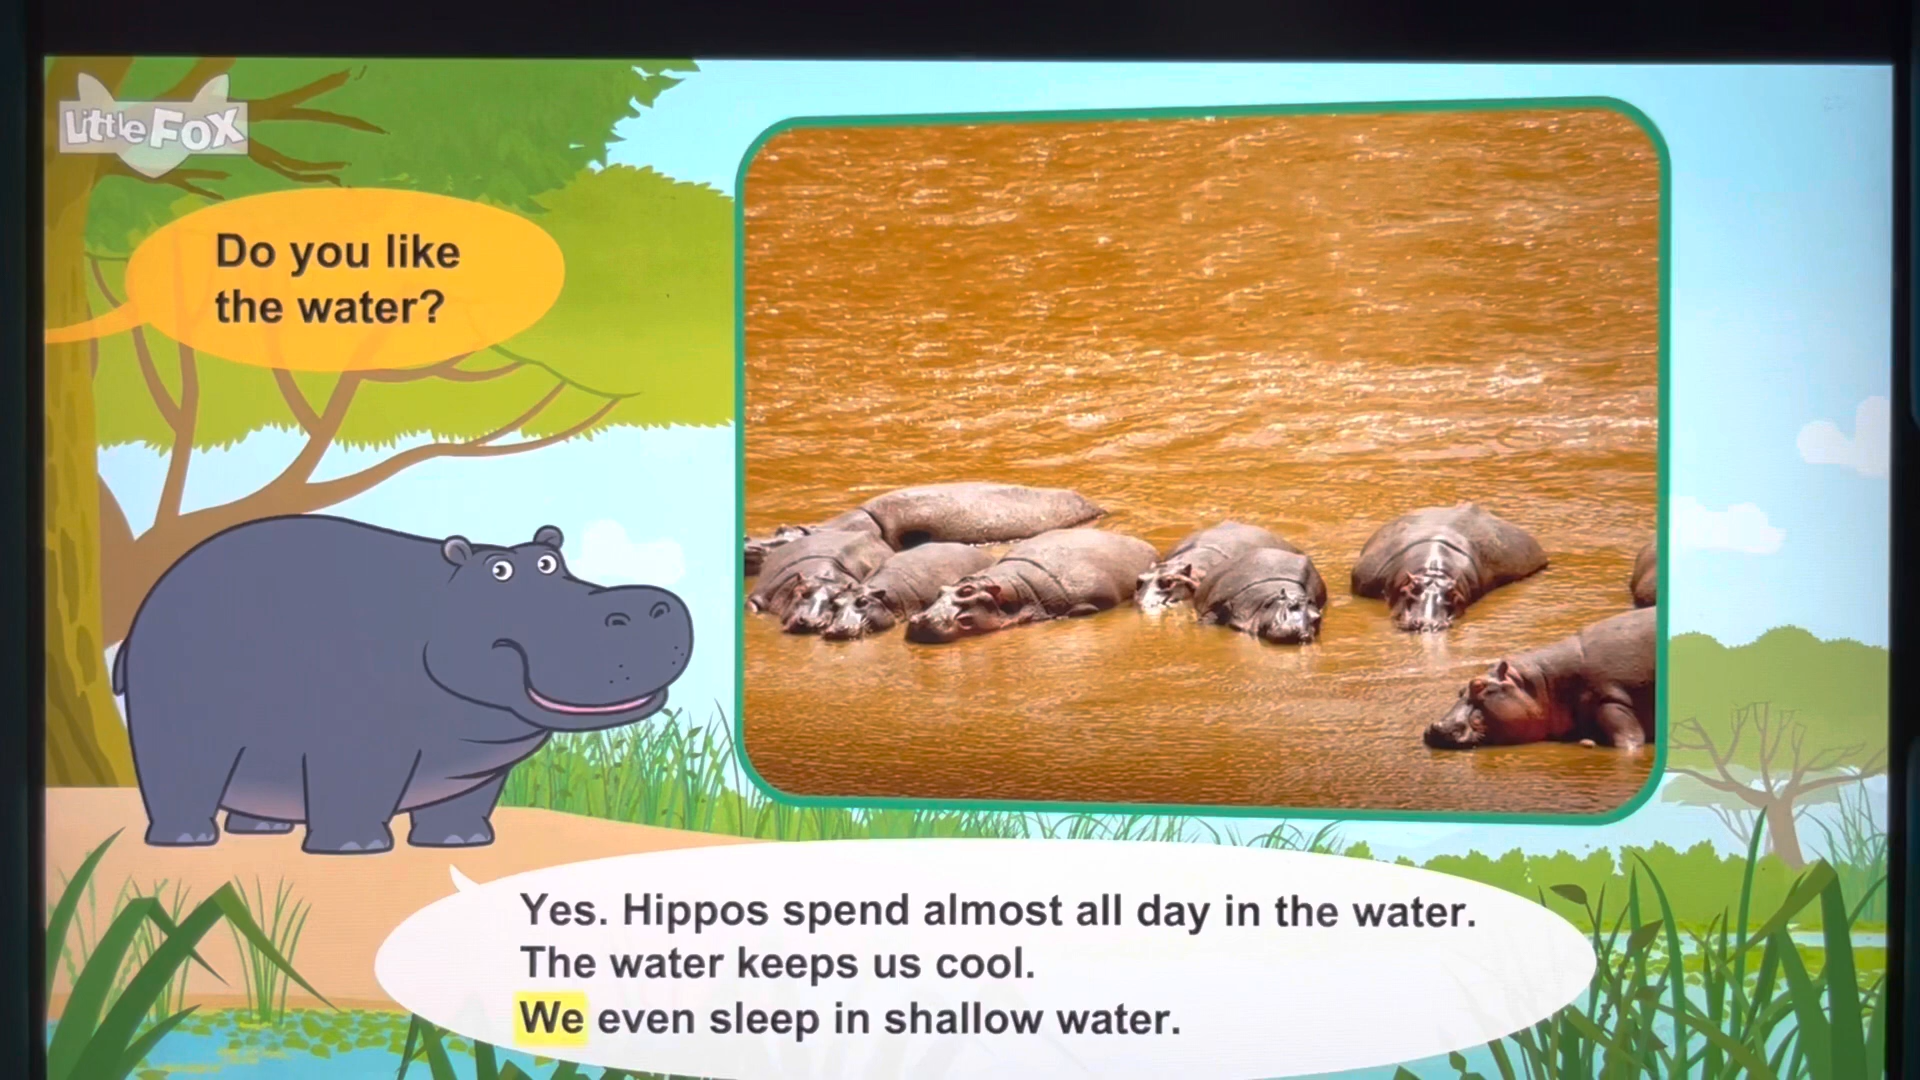 Little Fox
Do you like
the water?
Yes. Hippos spend almost all day in the water.
The water keeps us cool.
We even sleep in shallow water.